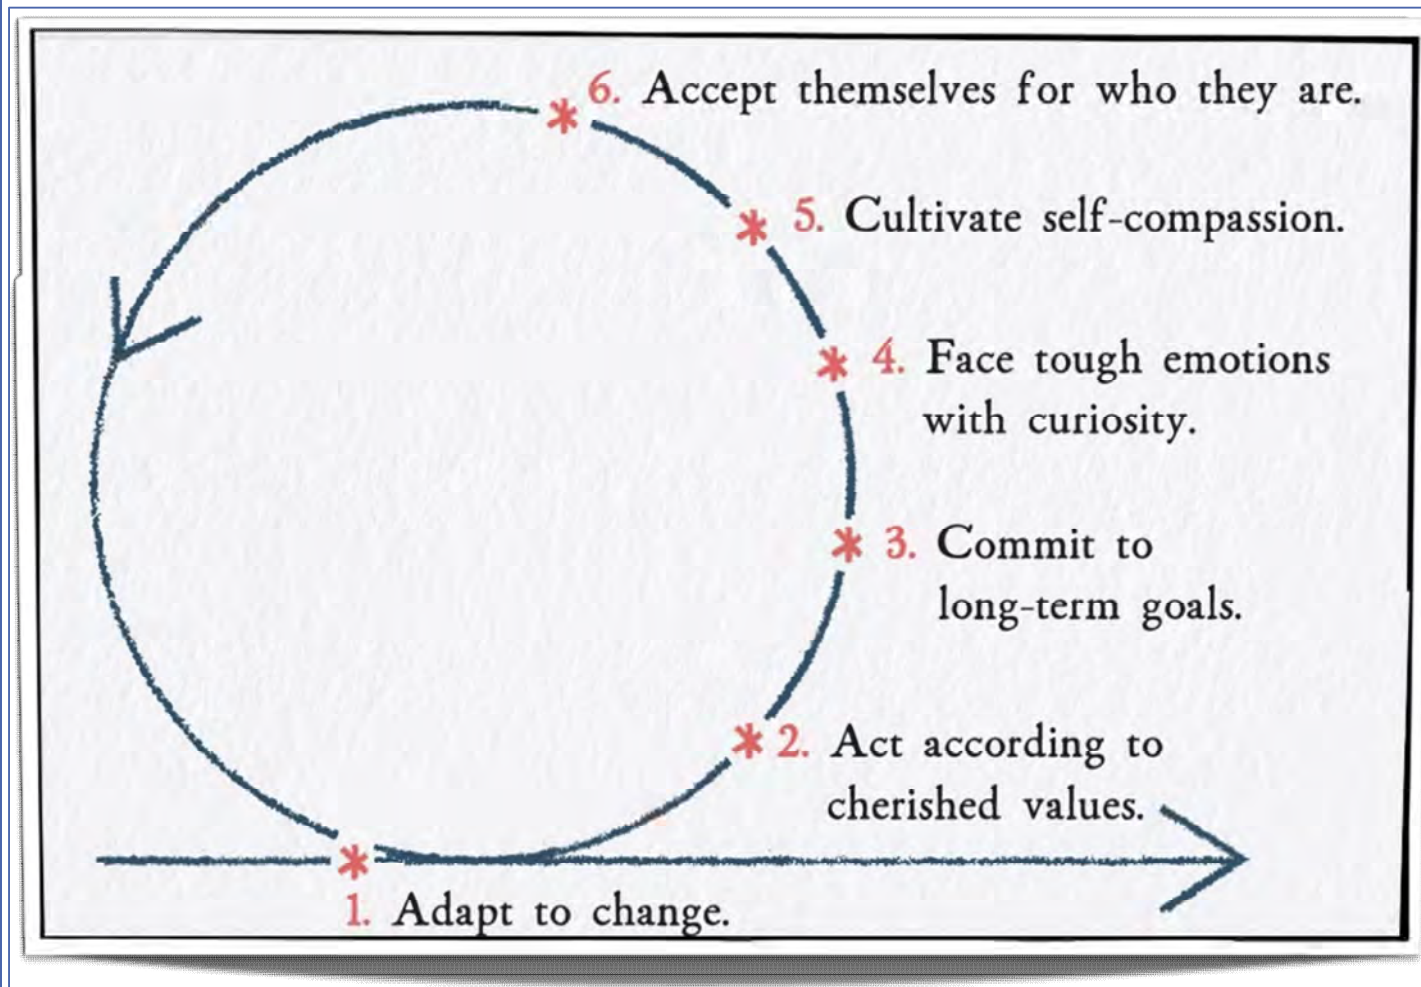 6. Accept themselves for who they are.
5. Cultivate self-compassion.
4. Face tough emotions
with curiosity.
3. Commit to
long-term goals.
2. Act according to
cherished values.
1. Adapt to change.